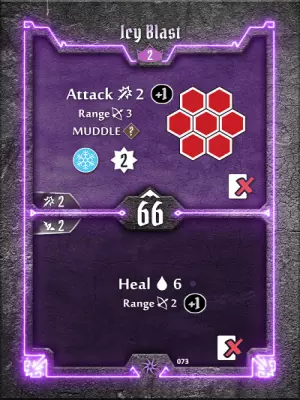 Icy Blast
2
Attack 2 +1
Range 3
MUDDLE ?
2
2
66
2
Heal 6
Range 2 +1
073